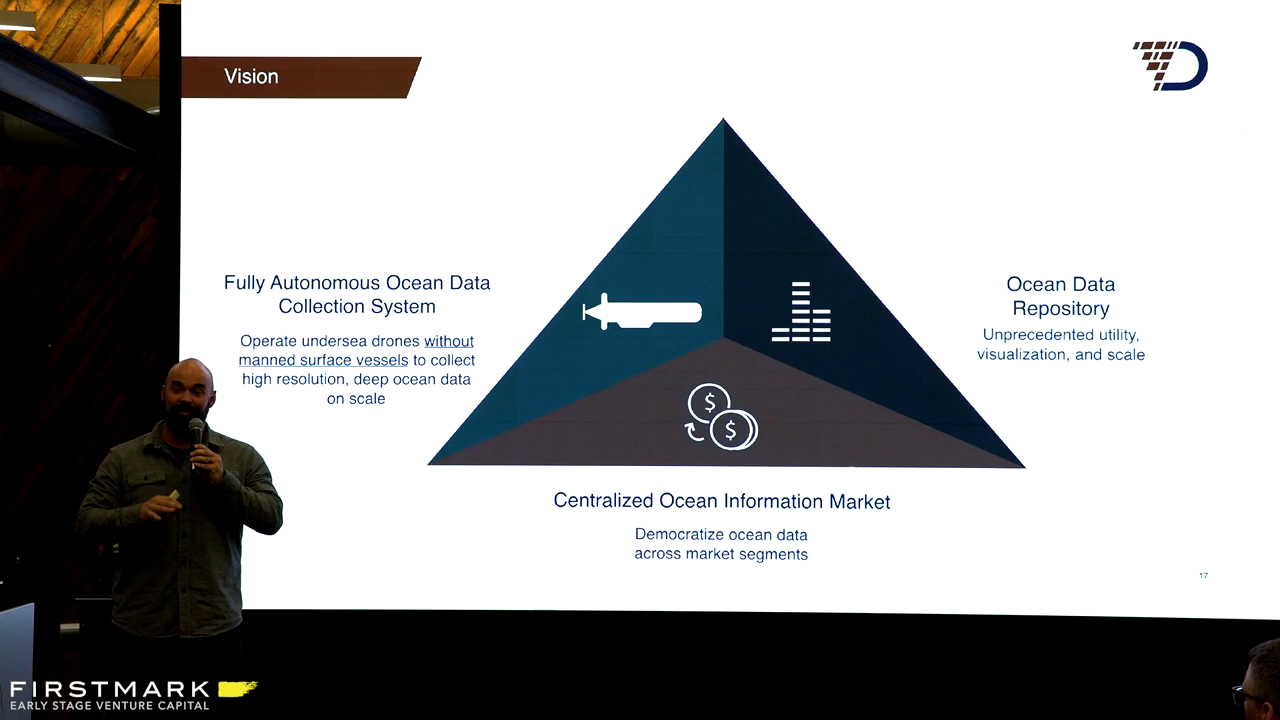 Vision
Fully Autonomous Ocean Data
Collection System
Operate undersea drones without
manned surface vessels to collect
high resolution, deep ocean data
on scale
Ocean Data
Repository
Unprecedented utility,
visualization, and scale
$
$
Centralized Ocean Information Market
Democratize ocean data
across market segments
17
FIRSTMARK
EARLY STAGE VENTURE CAPITAL